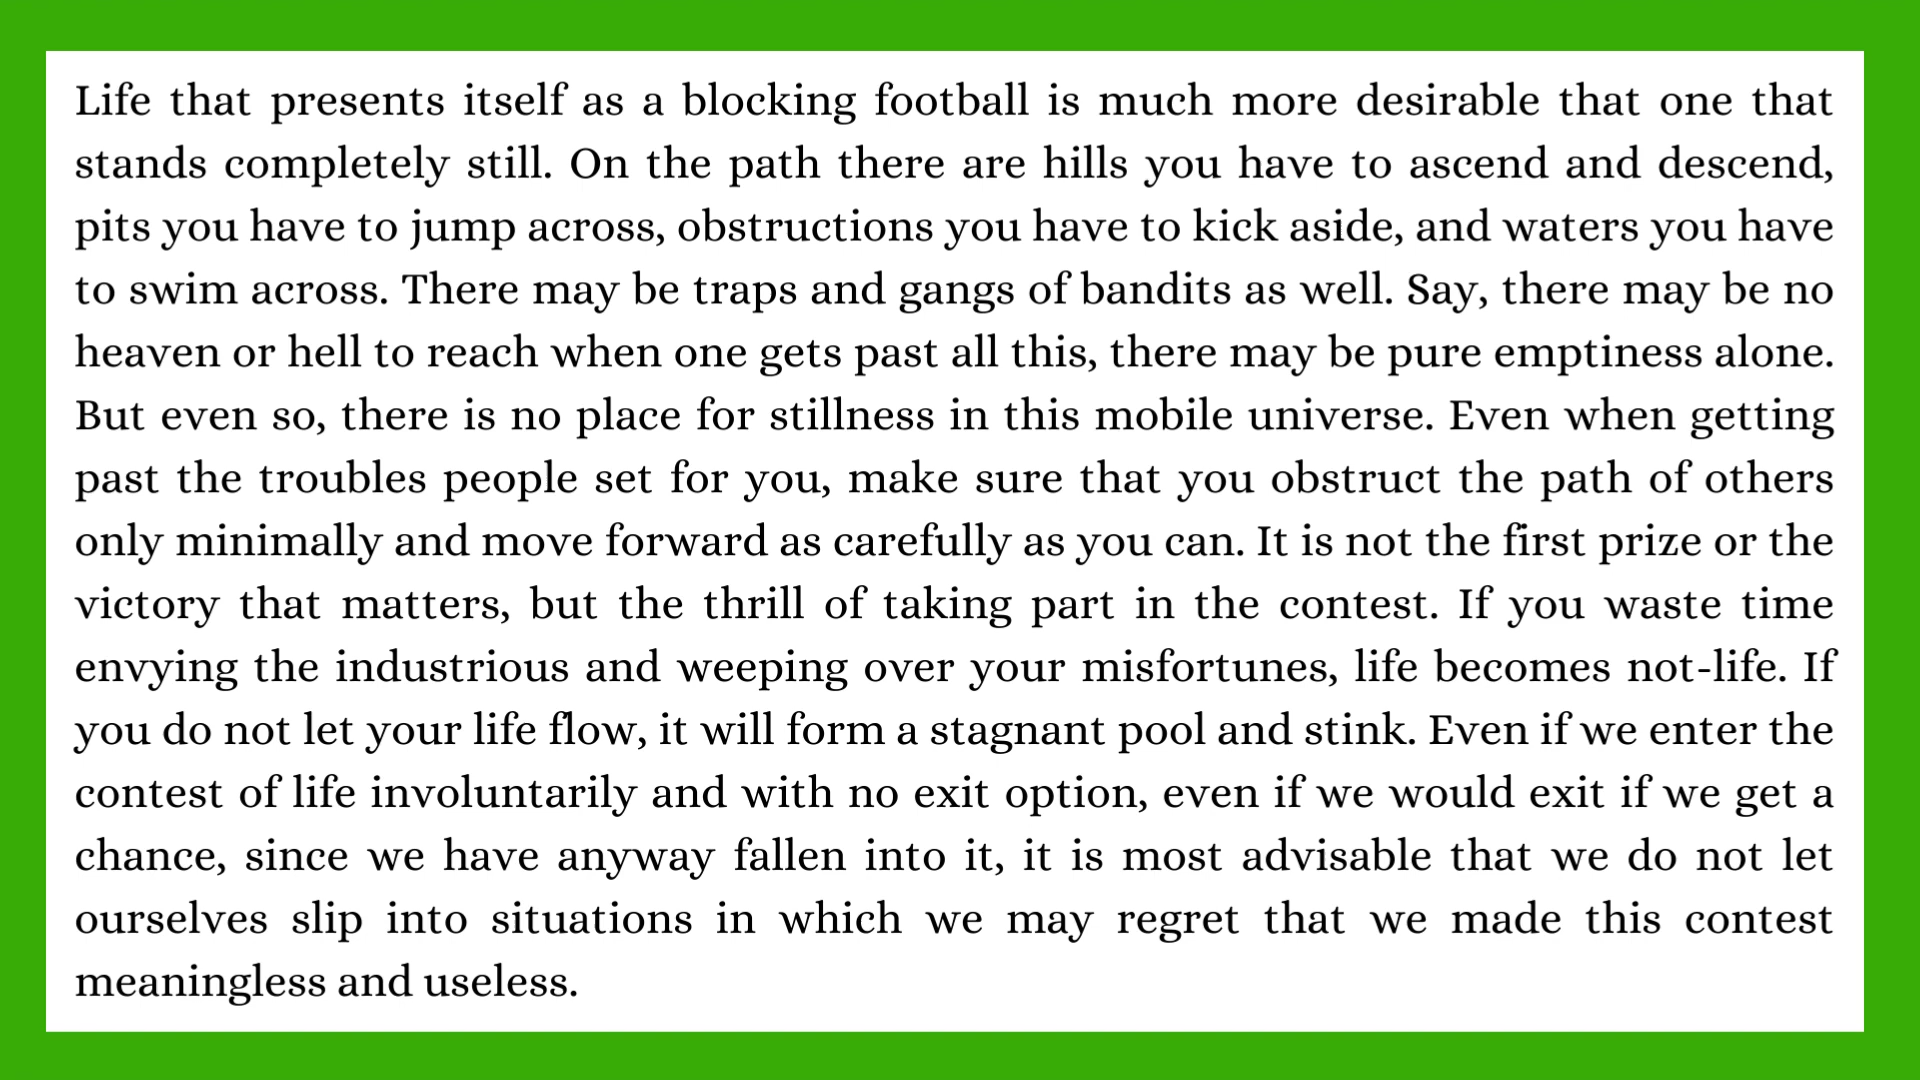 Life that presents itself as a blocking football is much more desirable that one that
stands completely still. On the path there are hills you have to ascend and descend,
pits you have to jump across, obstructions you have to kick aside, and waters you have
to swim across. There may be traps and gangs of bandits as well. Say, there may be no
heaven or hell to reach when one gets past all this, there may be pure emptiness alone.
But even so, there is no place for stillness in this mobile universe. Even when getting
past the troubles people set for you, make sure that you obstruct the path of others
only minimally and move forward as carefully as you can. It is not the first prize or the
victory that matters, but the thrill of taking part in the contest. If you waste time
envying the industrious and weeping over your misfortunes, life becomes not-life. If
you do not let your life flow, it will form a stagnant pool and stink. Even if we enter the
contest of life involuntarily and with no exit option, even if we would exit if we get a
chance, since we have anyway fallen into it, it is most advisable that we do not let
ourselves slip into situations in which we may regret that we made this contest
meaningless and useless.